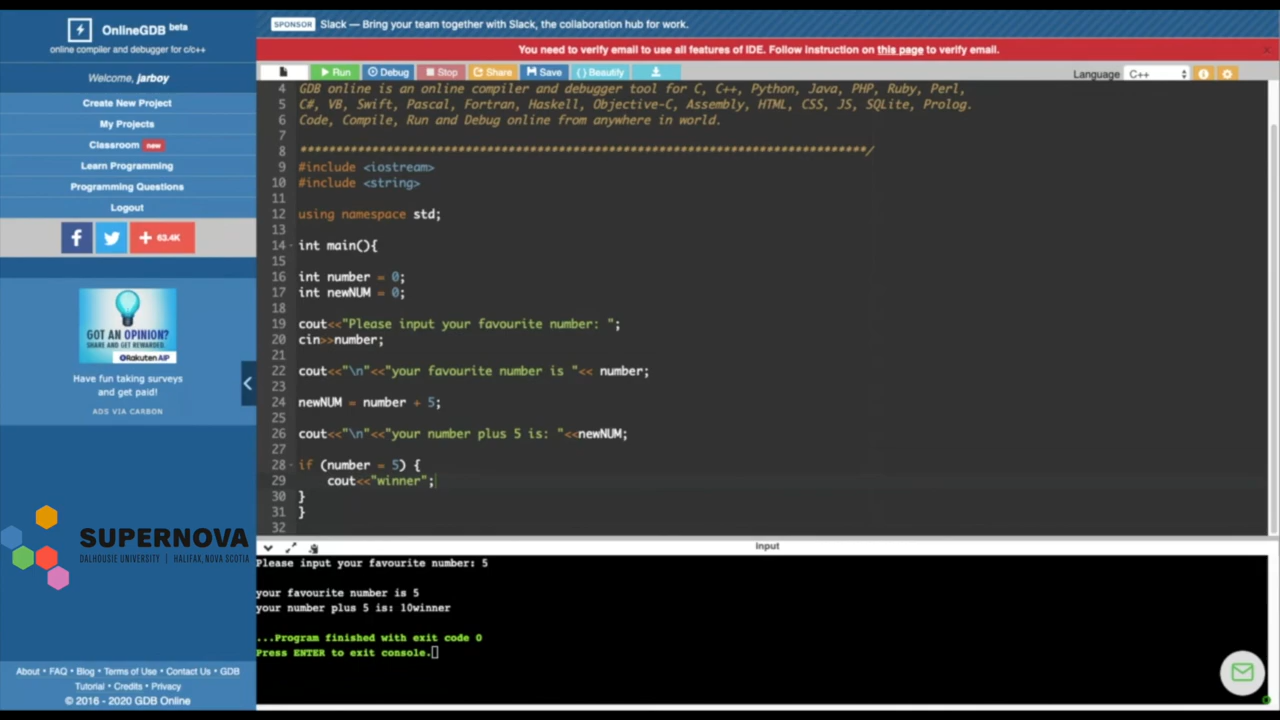 OnlineGDB beta
online compiler and debugger for c/c++
Welcome, jarboy
Create New Project
My Projects
Classroom new
Learn Programming
Programming Questions
Logout
f
+ 63.4K
GOT AN OPINION?
SHARE AND GET REWARDED.
Rakuten AIP
Have fun taking surveys
and get paid!
ADS VIA CARBON
SUPERNOVA
DALHOUSIE UNIVERSITY | HALIFAX, NOVA SCOTIA
About • FAQ • Blog • Terms of Use • Contact Us • GDB
Tutorial • Credits • Privacy
© 2016 - 2020 GDB Online
SPONSOR Slack — Bring your team together with Slack, the collaboration hub for work.
You need to verify email to use all features of IDE. Follow instruction on this page to verify email.
Run Debug Stop Share Save {} Beautify Language C++
4 GDB online is an online compiler and debugger tool for C, C++, Python, Java, PHP, Ruby, Perl,
5 C#, VB, Swift, Pascal, Fortran, Haskell, Objective-C, Assembly, HTML, CSS, JS, SQLite, Prolog.
6 Code, Compile, Run and Debug online from anywhere in world.
7
8 *******************************************************************************/
9 #include <iostream>
10 #include <string>
11
12 using namespace std;
13
14 int main(){
15
16 int number = 0;
17 int newNUM = 0;
18
19 cout<<"Please input your favourite number: ";
20 cin>>number;
21
22 cout<<"\n"<<"your favourite number is "<< number;
23
24 newNUM = number + 5;
25
26 cout<<"\n"<<"your number plus 5 is: "<<newNUM;
27
28 if (number = 5) {
29 cout<<"winner";
30 }
31 }
32
input
Please input your favourite number: 5
your favourite number is 5
your number plus 5 is: 10winner
...Program finished with exit code 0
Press ENTER to exit console.